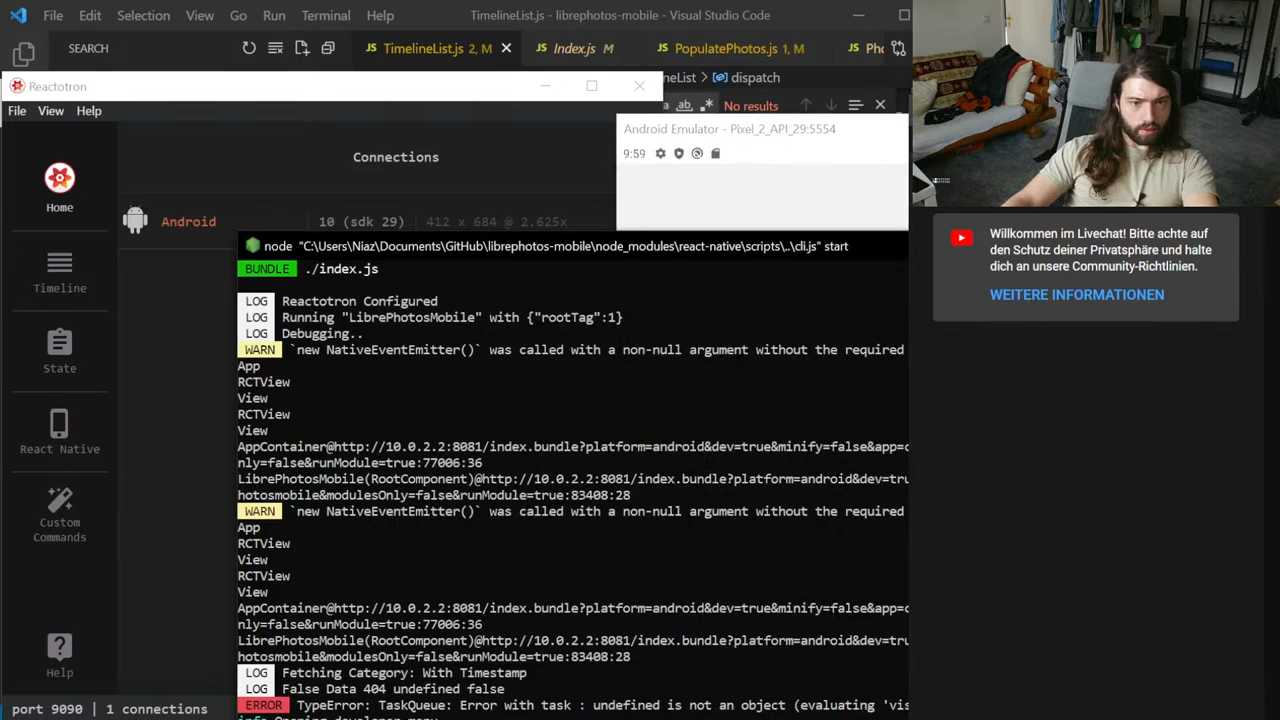 File Edit Selection View Go Run Terminal Help TimelineList.js - librephotos-mobile - Visual Studio Code
SEARCH
JS TimelineList.js 2, M
JS Index.js M
JS PopulatePhotos.js 1, M
JS
Reactotron
dispatch
File View Help
No results
Home
Timeline
State
React Native
Custom
Commands
Help
port 9090 | 1 connections
Connections
Android 10 (sdk 29) 412 x 684 @ 2.625x
Android Emulator - Pixel_2_API_29:5554
9:59
node "C:\Users\Niaz\Documents\GitHub\librephotos-mobile\node_modules\react-native\scripts\..\cli.js" start
BUNDLE ./index.js
LOG Reactotron Configured
LOG Running "LibrePhotosMobile" with {"rootTag":1}
LOG Debugging..
WARN `new NativeEventEmitter()` was called with a non-null argument without the required
App
RCTView
View
RCTView
View
AppContainer@http://10.0.2.2:8081/index.bundle?platform=android&dev=true&minify=false&app=c
nly=false&runModule=true:77006:36
LibrePhotosMobile(RootComponent)@http://10.0.2.2:8081/index.bundle?platform=android&dev=tru
hotosmobile&modulesOnly=false&runModule=true:83408:28
WARN `new NativeEventEmitter()` was called with a non-null argument without the required
App
RCTView
View
RCTView
View
AppContainer@http://10.0.2.2:8081/index.bundle?platform=android&dev=true&minify=false&app=c
nly=false&runModule=true:77006:36
LibrePhotosMobile(RootComponent)@http://10.0.2.2:8081/index.bundle?platform=android&dev=tru
hotosmobile&modulesOnly=false&runModule=true:83408:28
LOG Fetching Category: With Timestamp
LOG False Data 404 undefined false
ERROR TypeError: TaskQueue: Error with task : undefined is not an object (evaluating 'vis
Willkommen im Livechat! Bitte achte auf
den Schutz deiner Privatsphäre und halte
dich an unsere Community-Richtlinien.
WEITERE INFORMATIONEN